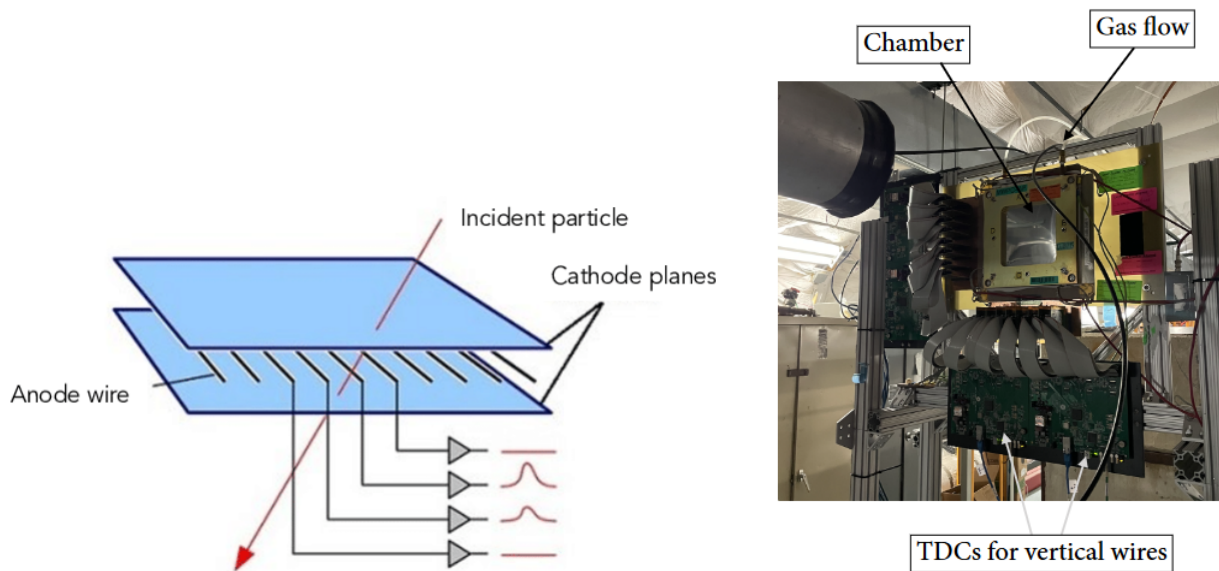 Incident particle
Cathode planes
Anode wire
Gas flow
Chamber
TDCs for vertical wires